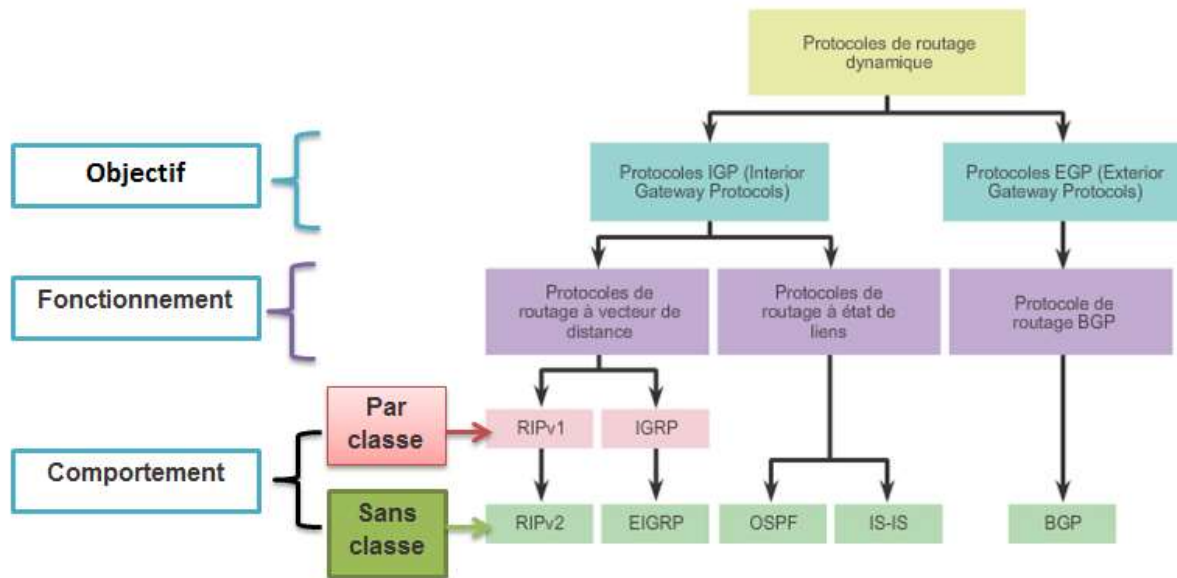 Protocoles de routage
dynamique
Objectif
Protocoles IGP (Interior
Gateway Protocols)
Protocoles EGP (Exterior
Gateway Protocols)
Fonctionnement
Protocoles de
routage à vecteur de
distance
Protocoles de
routage à état de
liens
Protocole de
routage BGP
Comportement
Par
classe
RIPv1
IGRP
Sans
classe
RIPv2
EIGRP
OSPF
IS-IS
BGP